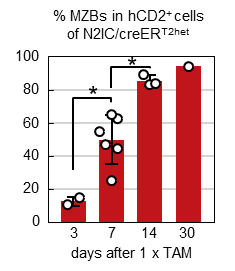 % MZBs in hCD2⁺ cells
of N2IC/creERᵀ²ʰᵉᵗ
100
80
60
40
20
0
*
*
3 7 14 30
days after 1 x TAM